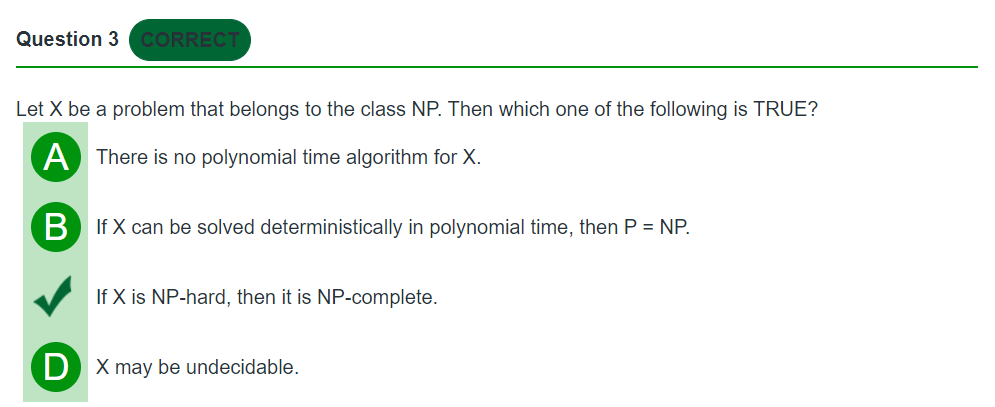 Question 3 CORRECT
Let X be a problem that belongs to the class NP. Then which one of the following is TRUE?
A There is no polynomial time algorithm for X.
B If X can be solved deterministically in polynomial time, then P = NP.
If X is NP-hard, then it is NP-complete.
D X may be undecidable.